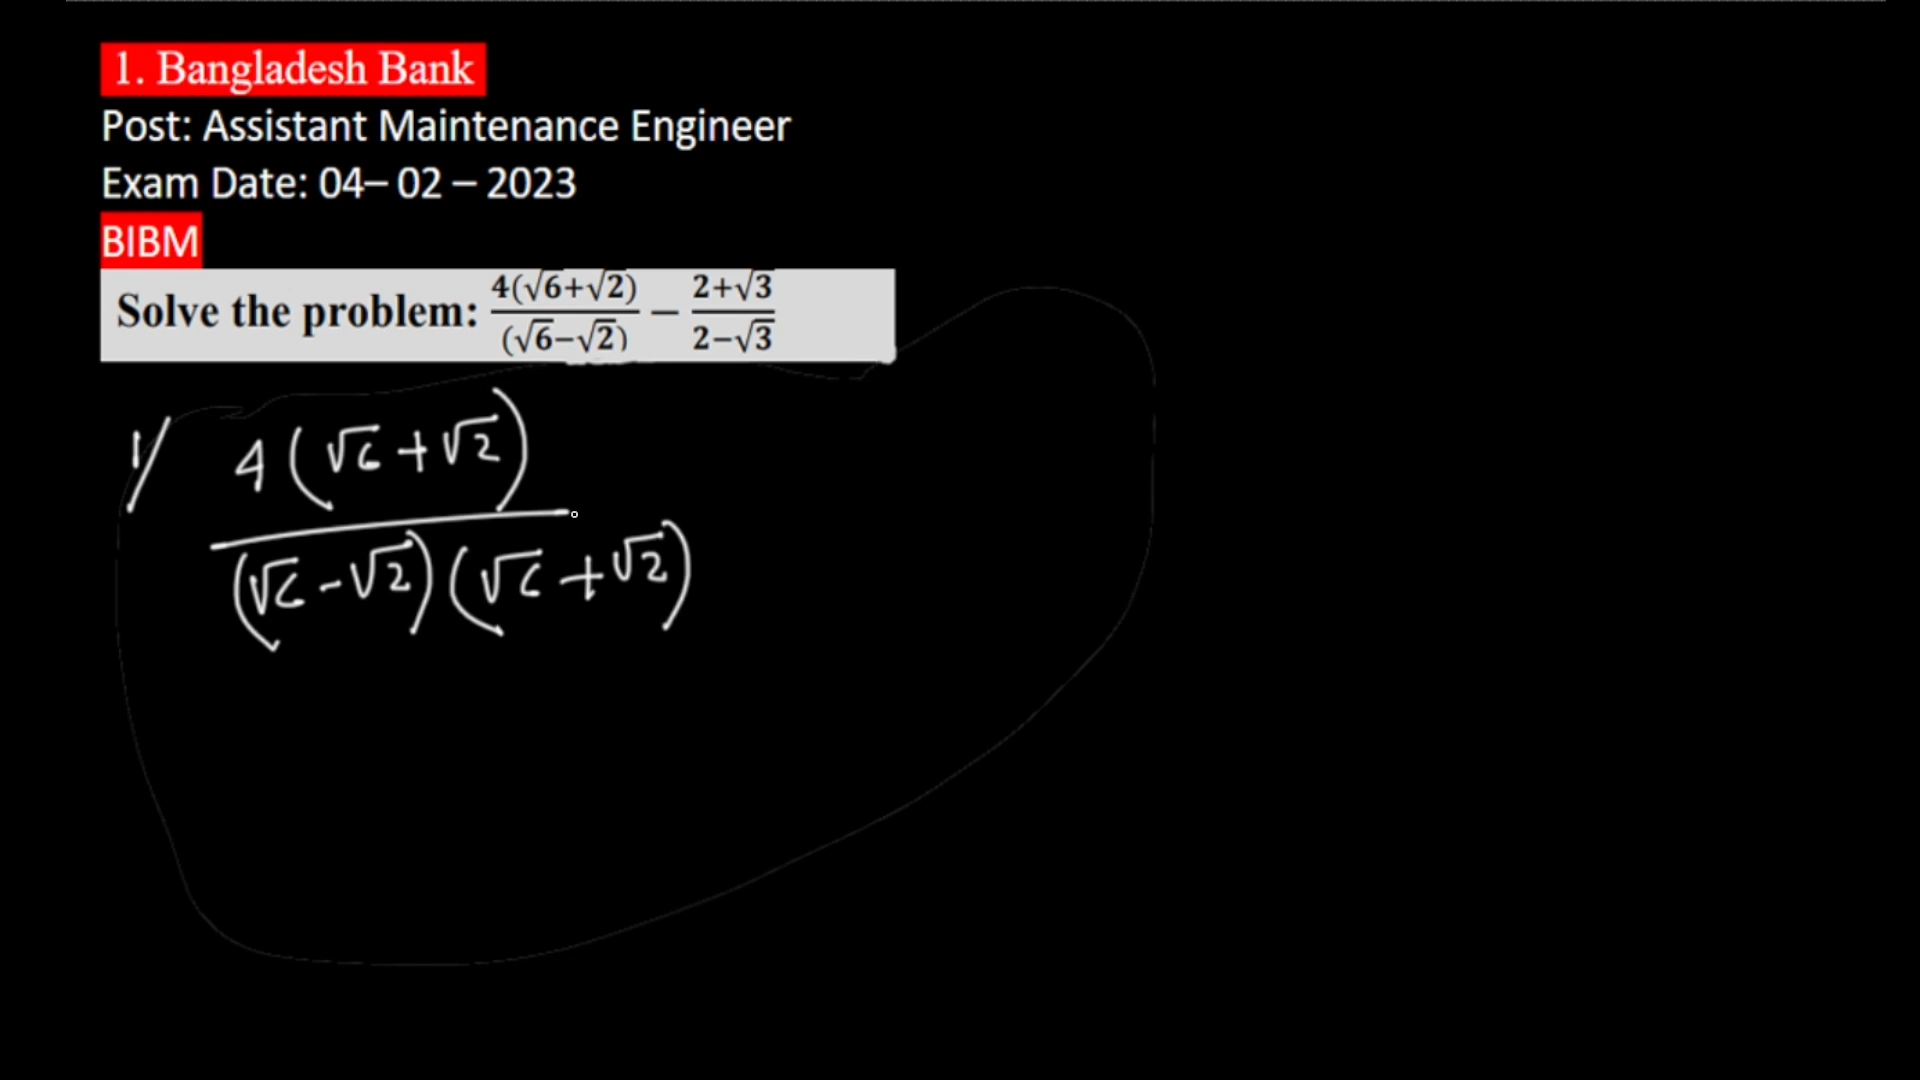 1. Bangladesh Bank
Post: Assistant Maintenance Engineer
Exam Date: 04– 02 – 2023
BIBM
Solve the problem: 4(√6+√2)/(√6−√2) − 2+√3/2−√3
1/ 4(√6+√2)
(√6-√2)(√6+√2)